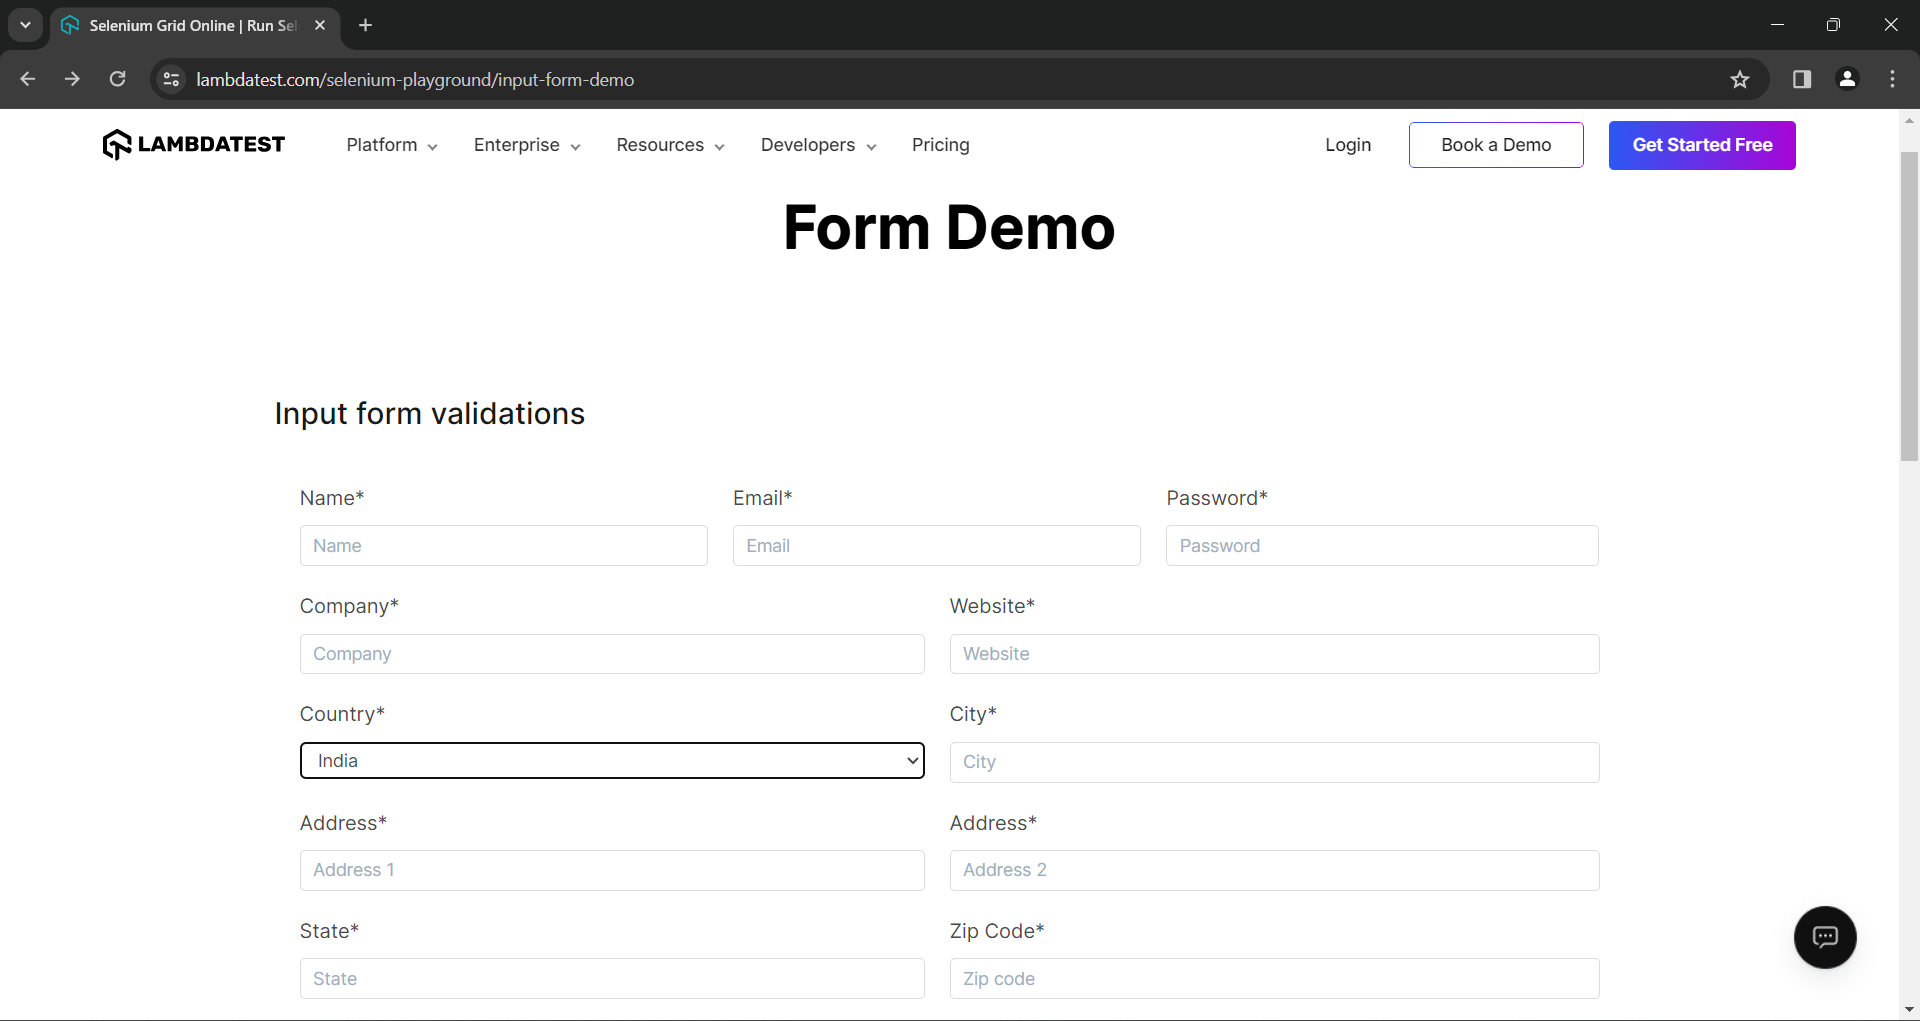 Selenium Grid Online | Run Sel
lambdatest.com/selenium-playground/input-form-demo
LAMBDATEST Platform Enterprise Resources Developers Pricing Login Book a Demo Get Started Free
Form Demo
Input form validations
Name* Email* Password*
Name Email Password
Company* Website*
Company Website
Country* City*
India City
Address* Address*
Address 1 Address 2
State* Zip Code*
State Zip code